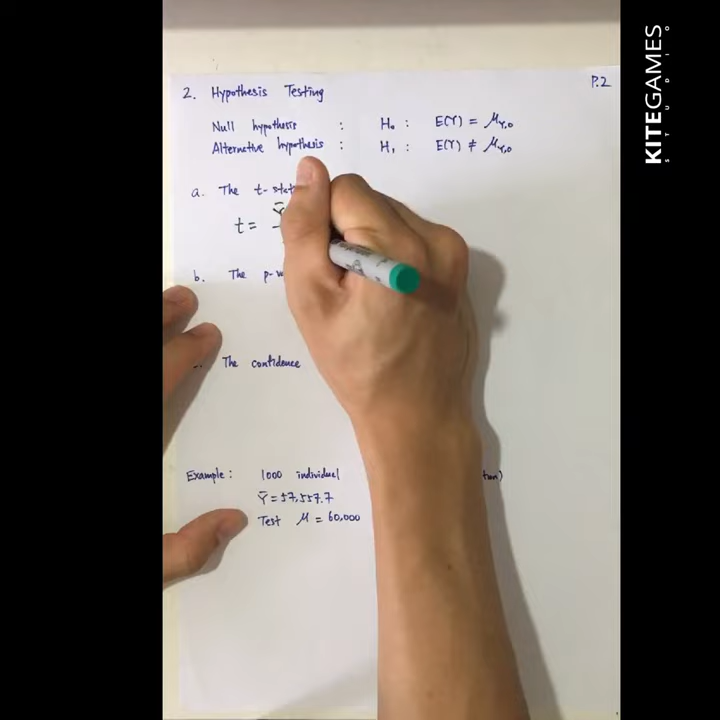 P.2
2. Hypothesis Testing
Null hypothesis : H₀ : E(Y) = μY,0
Alternative hypothesis : H₁ : E(Y) ≠ μY,0
a. The t-stat
t = Ȳ
b. The
The confidence
Example : 1000 individual
Ȳ = 57,557.7
Test μ = 60,000
KITEGAMES
STUDIO